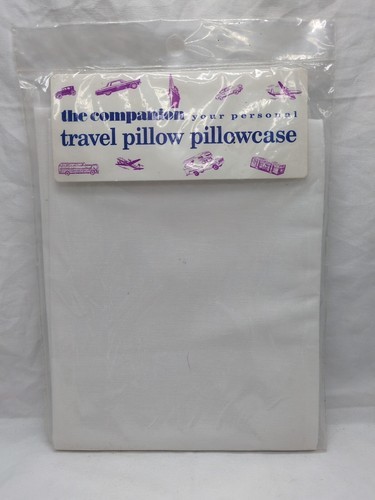 the companion your personal
travel pillow pillowcase